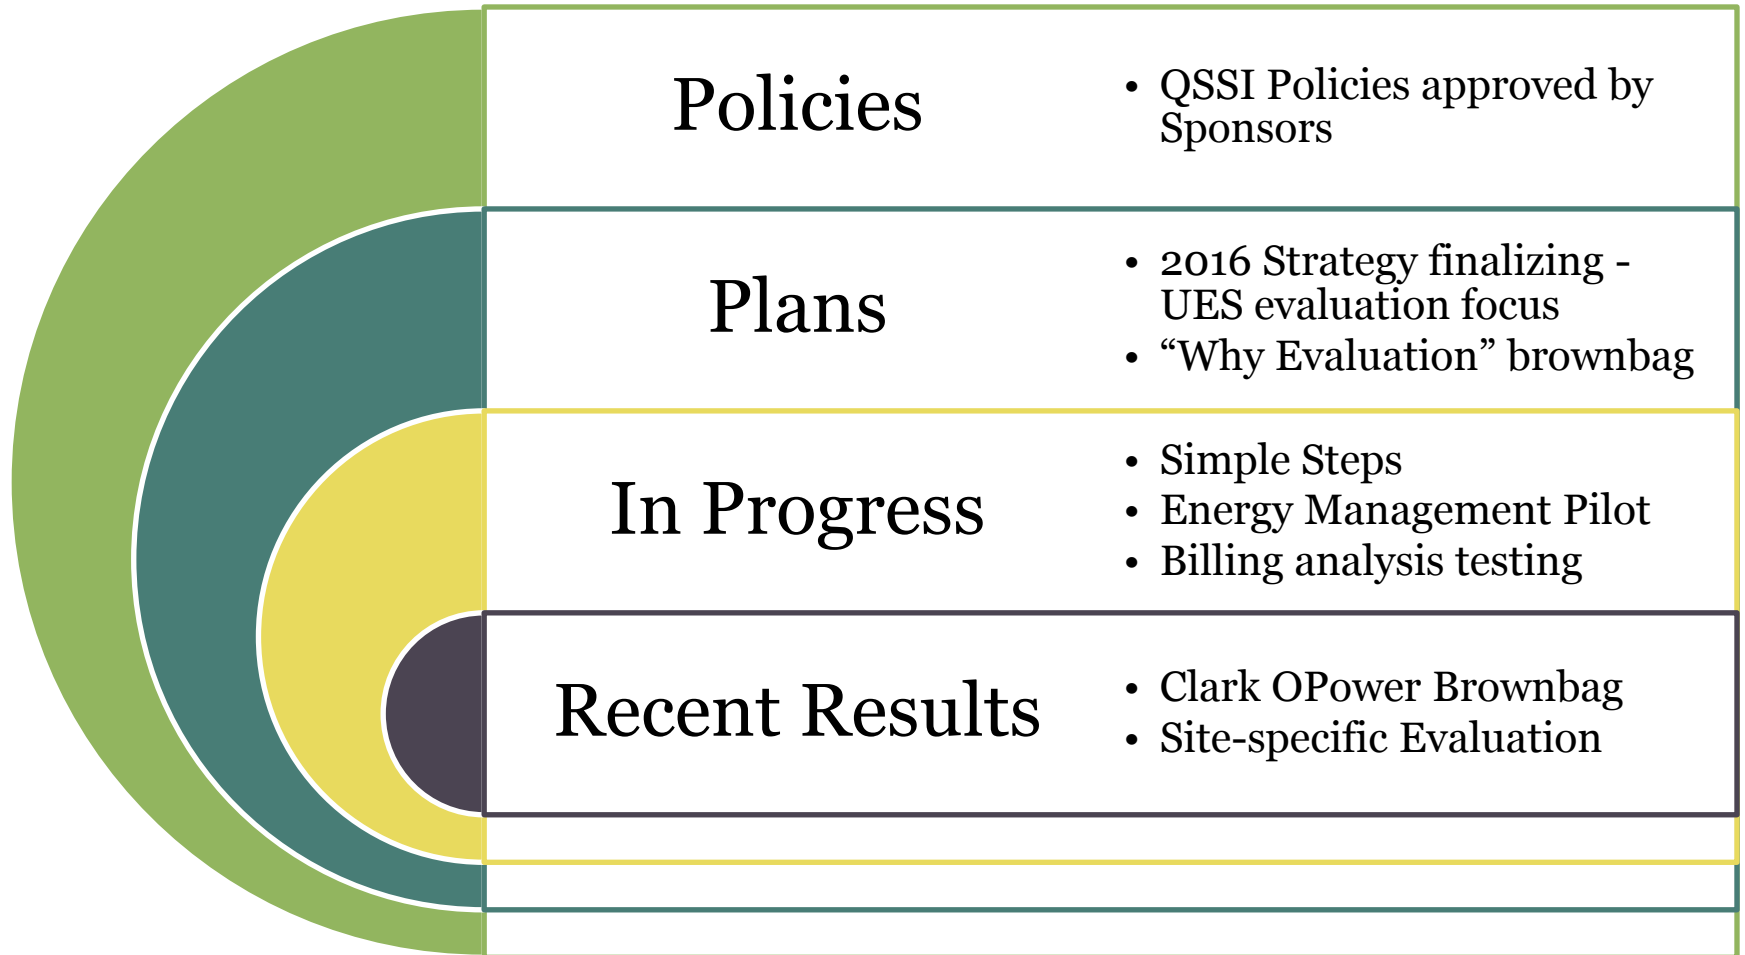 Policies
• QSSI Policies approved by
Sponsors
Plans
• 2016 Strategy finalizing -
UES evaluation focus
• “Why Evaluation” brownbag
In Progress
• Simple Steps
• Energy Management Pilot
• Billing analysis testing
Recent Results
• Clark OPower Brownbag
• Site-specific Evaluation